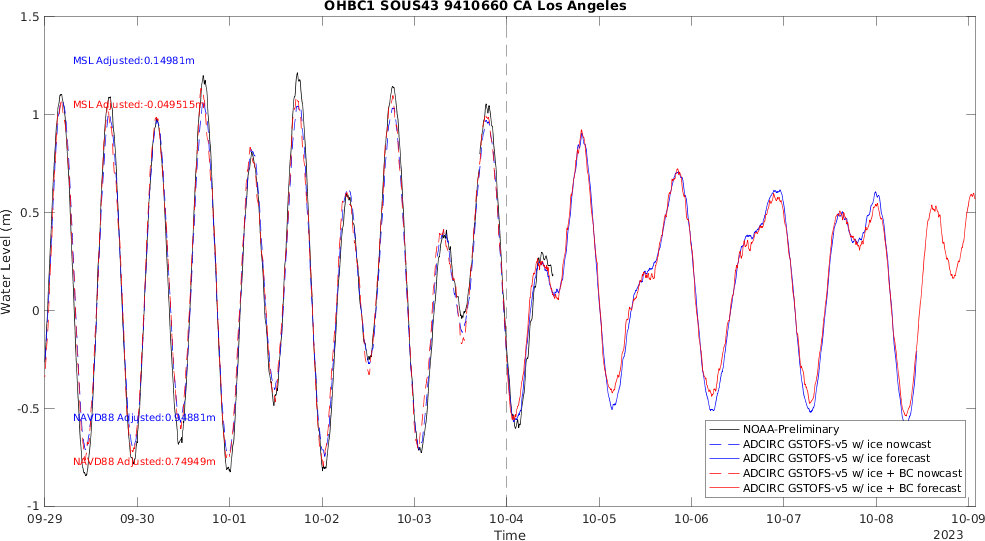 OHBC1 SOUS43 9410660 CA Los Angeles
1.5
1
0.5
0
-0.5
-1
Water Level (m)
MSL Adjusted:0.14981m
MSL Adjusted:-0.049515m
NAVD88 Adjusted:0.94881m
NAVD88 Adjusted:0.74949m
NOAA-Preliminary
ADCIRC GSTOFS-v5 w/ ice nowcast
ADCIRC GSTOFS-v5 w/ ice forecast
ADCIRC GSTOFS-v5 w/ ice + BC nowcast
ADCIRC GSTOFS-v5 w/ ice + BC forecast
09-29 09-30 10-01 10-02 10-03 10-04 10-05 10-06 10-07 10-08 10-09
Time
2023